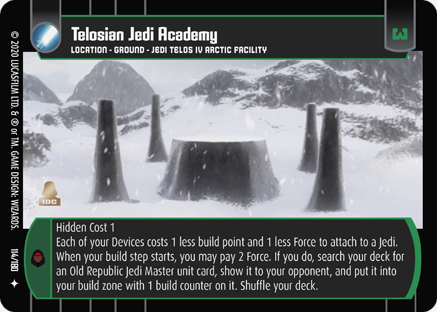 Telosian Jedi Academy
LOCATION - GROUND - JEDI TELOS IV ARCTIC FACILITY
© 2020 LUCASFILM LTD. & ® OR TM. GAME DESIGN: WIZARDS.
IDC
Hidden Cost 1
Each of your Devices costs 1 less build point and 1 less Force to attach to a Jedi.
When your build step starts, you may pay 2 Force. If you do, search your deck for
an Old Republic Jedi Master unit card, show it to your opponent, and put it into
your build zone with 1 build counter on it. Shuffle your deck.